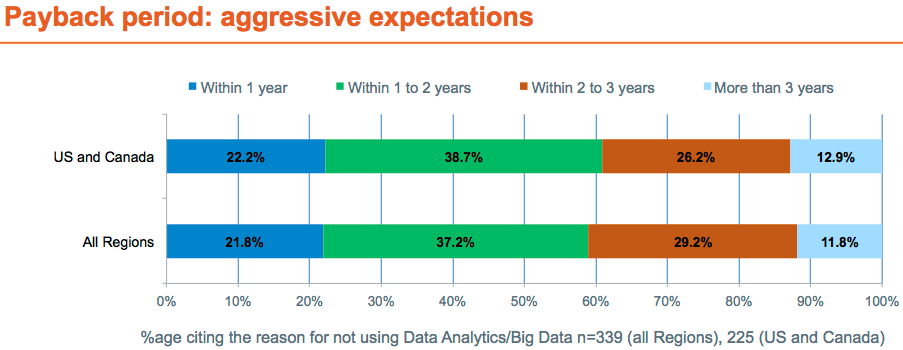 Payback period: aggressive expectations
Within 1 year Within 1 to 2 years Within 2 to 3 years More than 3 years
US and Canada 22.2% 38.7% 26.2% 12.9%
All Regions 21.8% 37.2% 29.2% 11.8%
0% 10% 20% 30% 40% 50% 60% 70% 80% 90% 100%
%age citing the reason for not using Data Analytics/Big Data n=339 (all Regions), 225 (US and Canada)